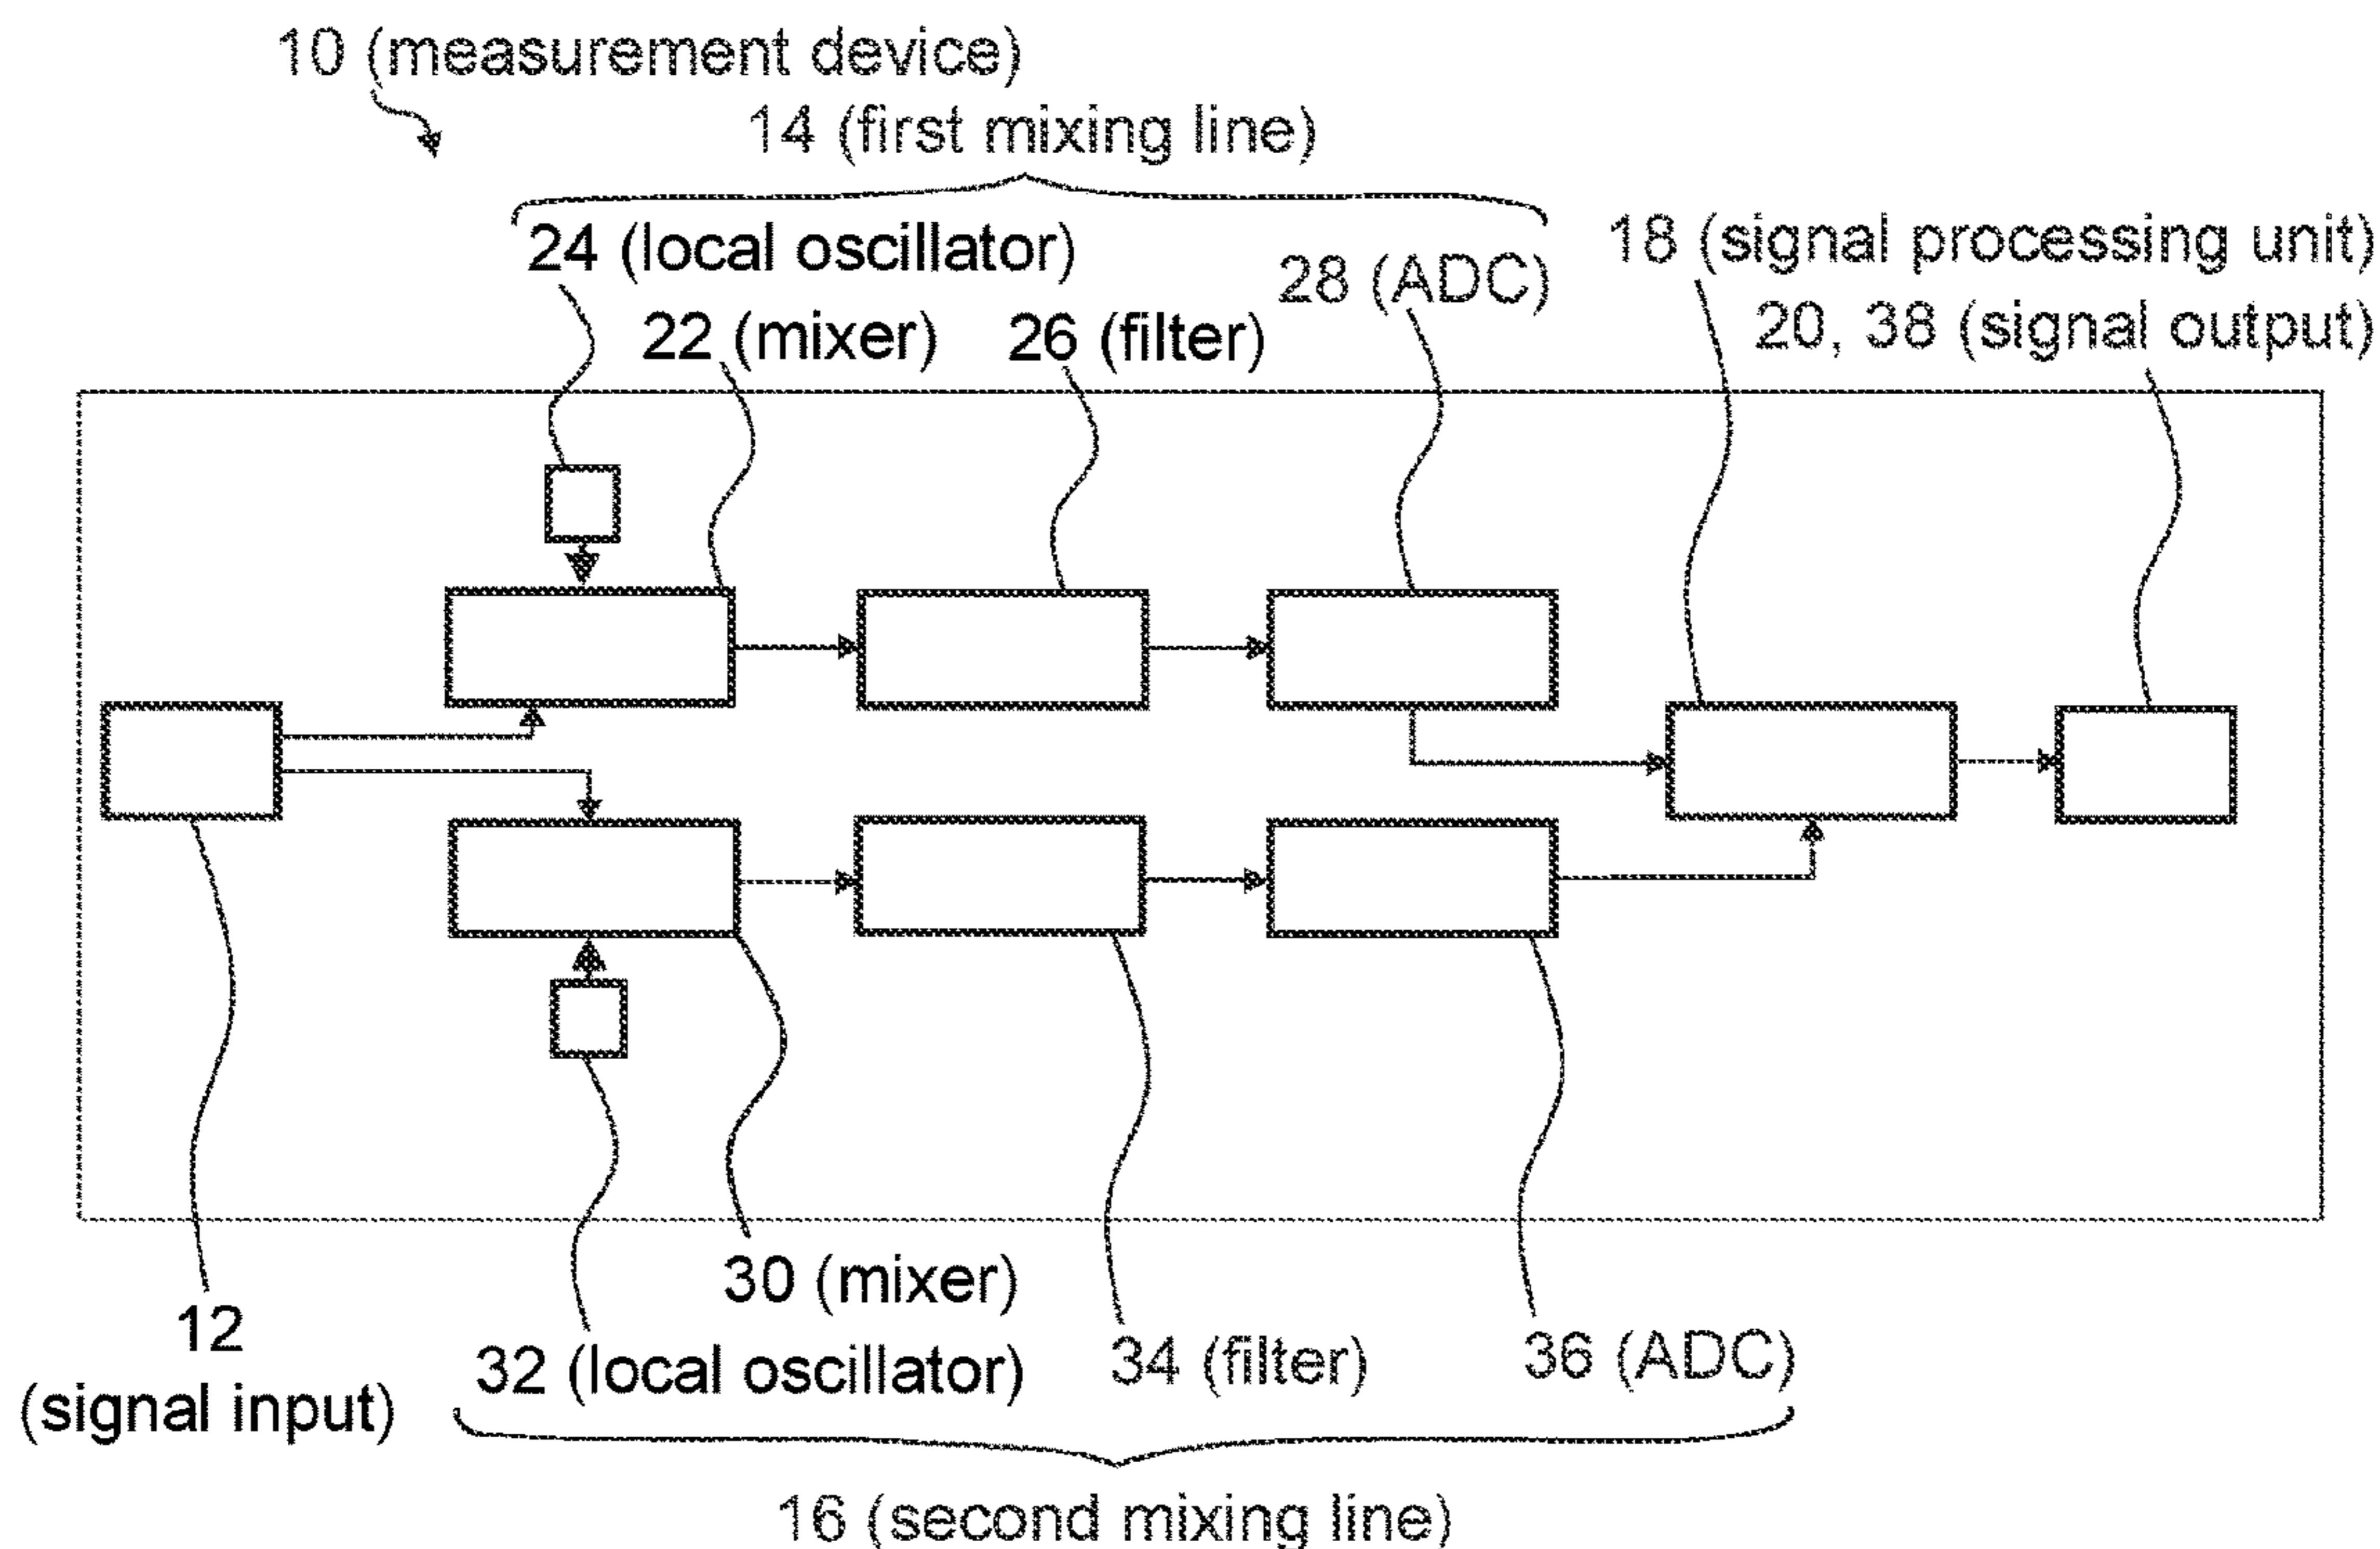 10 (measurement device)
14 (first mixing line)
24 (local oscillator)
18 (signal processing unit)
28 (ADC)
22 (mixer)
26 (filter)
20, 38 (signal output)
30 (mixer)
12
(signal input)
32 (local oscillator)
34 (filter)
36 (ADC)
16 (second mixing line)